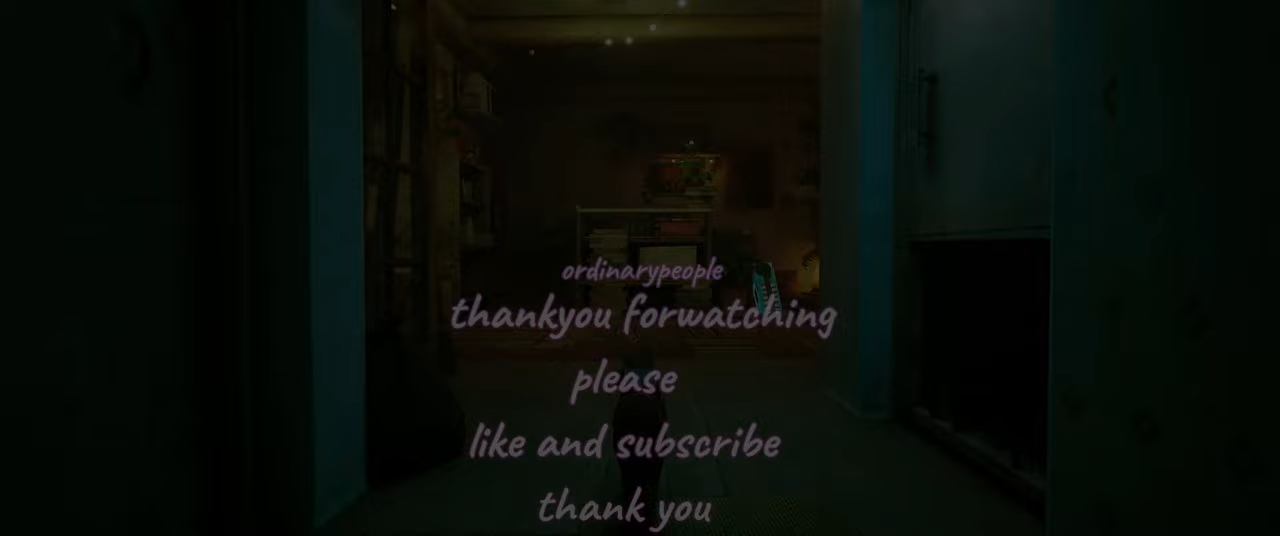 ordinarypeople
thankyou forwatching
please
like and subscribe
thank you